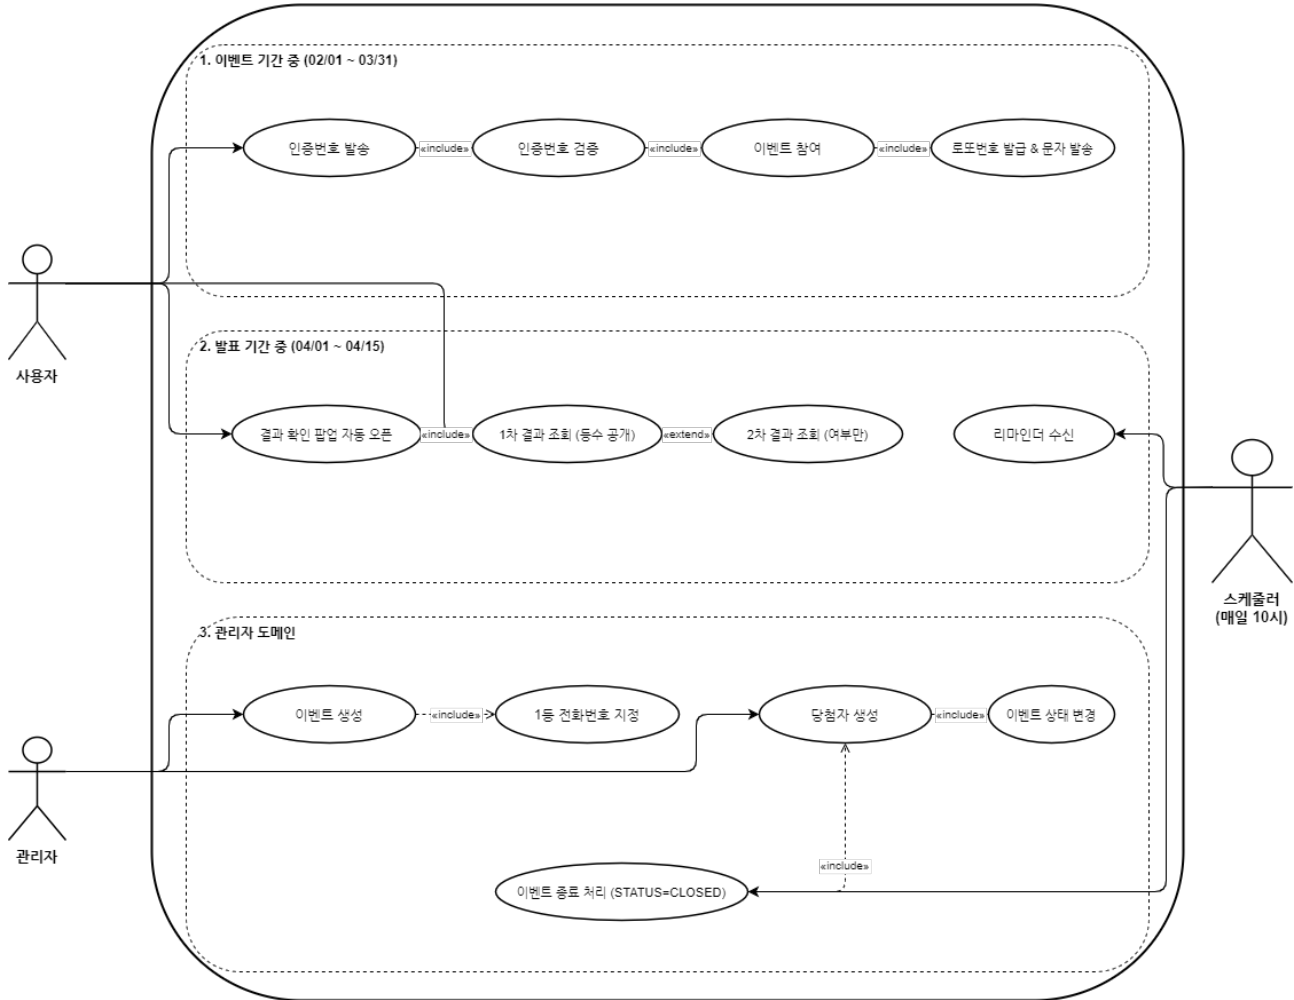 1. 이벤트 기간 중 (02/01 ~ 03/31)
인증번호 발송
«include»
인증번호 검증
«include»
이벤트 참여
«include»
로또번호 발급 & 문자 발송
사용자
2. 발표 기간 중 (04/01 ~ 04/15)
결과 확인 팝업 자동 오픈
«include»
1차 결과 조회 (등수 공개)
«extend»
2차 결과 조회 (여부만)
리마인더 수신
스케줄러
(매일 10시)
3. 관리자 도메인
이벤트 생성
«include»
1등 전화번호 지정
당첨자 생성
«include»
이벤트 상태 변경
관리자
«include»
이벤트 종료 처리 (STATUS=CLOSED)